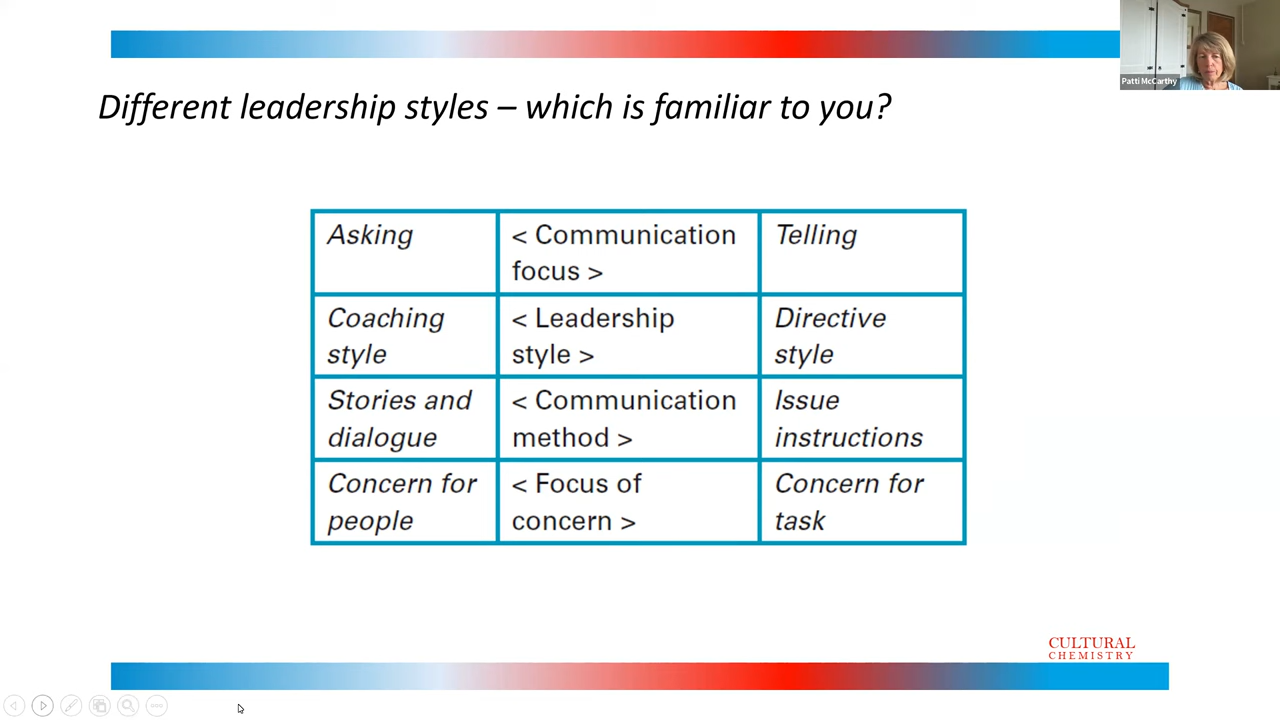 Patti McCarthy
Different leadership styles – which is familiar to you?
Asking
< Communication
focus >
Telling
Coaching
style
< Leadership
style >
Directive
style
Stories and
dialogue
< Communication
method >
Issue
instructions
Concern for
people
< Focus of
concern >
Concern for
task
CULTURAL
CHEMISTRY